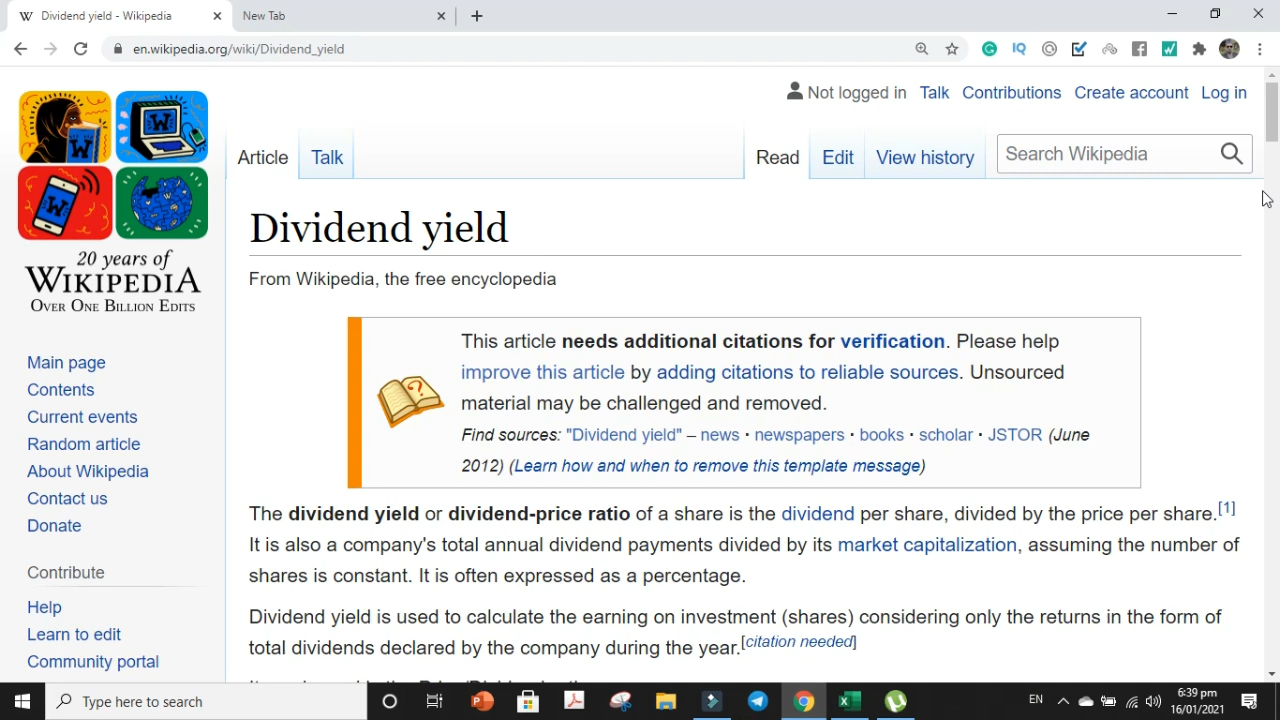 Dividend yield - Wikipedia
New Tab
en.wikipedia.org/wiki/Dividend_yield
Not logged in Talk Contributions Create account Log in
Article Talk Read Edit View history Search Wikipedia
20 years of
WIKIPEDIA
OVER ONE BILLION EDITS
Main page
Contents
Current events
Random article
About Wikipedia
Contact us
Donate
Contribute
Help
Learn to edit
Community portal
Dividend yield
From Wikipedia, the free encyclopedia
This article needs additional citations for verification. Please help
improve this article by adding citations to reliable sources. Unsourced
material may be challenged and removed.
Find sources: "Dividend yield" – news · newspapers · books · scholar · JSTOR (June
2012) (Learn how and when to remove this template message)
The dividend yield or dividend-price ratio of a share is the dividend per share, divided by the price per share.[1]
It is also a company's total annual dividend payments divided by its market capitalization, assuming the number of
shares is constant. It is often expressed as a percentage.
Dividend yield is used to calculate the earning on investment (shares) considering only the returns in the form of
total dividends declared by the company during the year.[citation needed]
Type here to search
EN
6:39 pm
16/01/2021